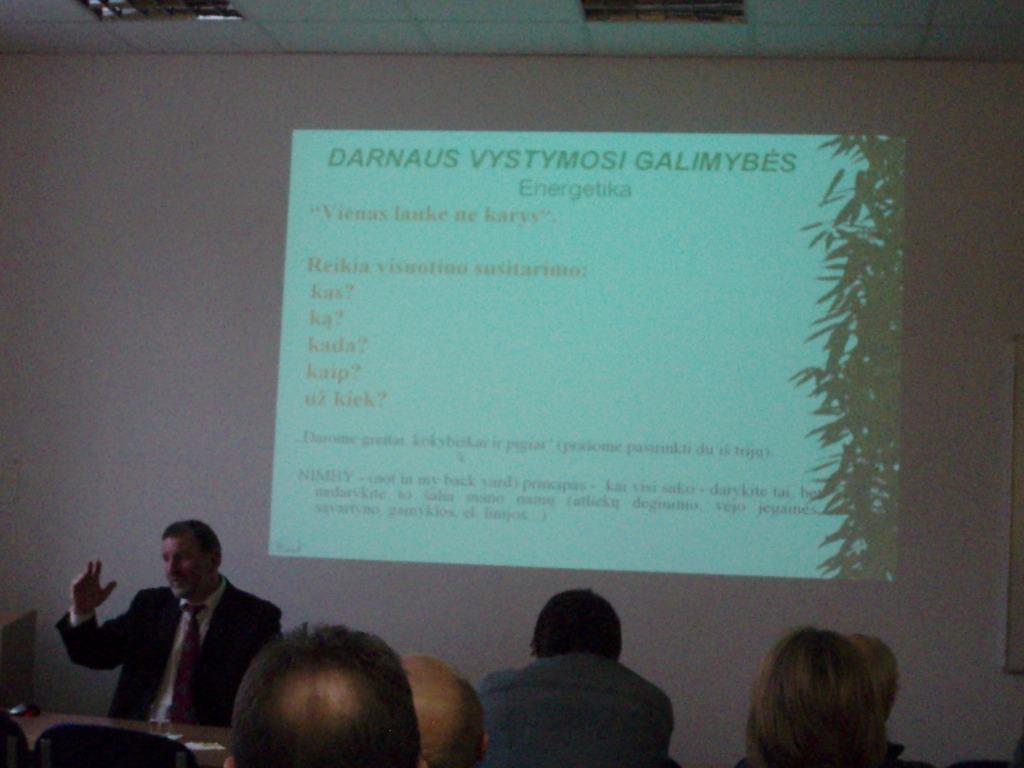 DARNAUS VYSTYMOSI GALIMYBĖS
Energetika
“Vienas lauke ne karys“.
Reikia visuotino susitarimo:
kas?
ką?
kada?
kaip?
už kiek?
„Darome greitai, kokybiškai ir pigiai“ (prašome pasirinkti du iš trijų).
NIMBY - (not in my back yard) principas - kai visi sako - darykite tai, bet
nedarykite to šalia mano namų (atliekų deginimo, vėjo jėgainės,
sąvartyno, gamyklos, el. linijos...)